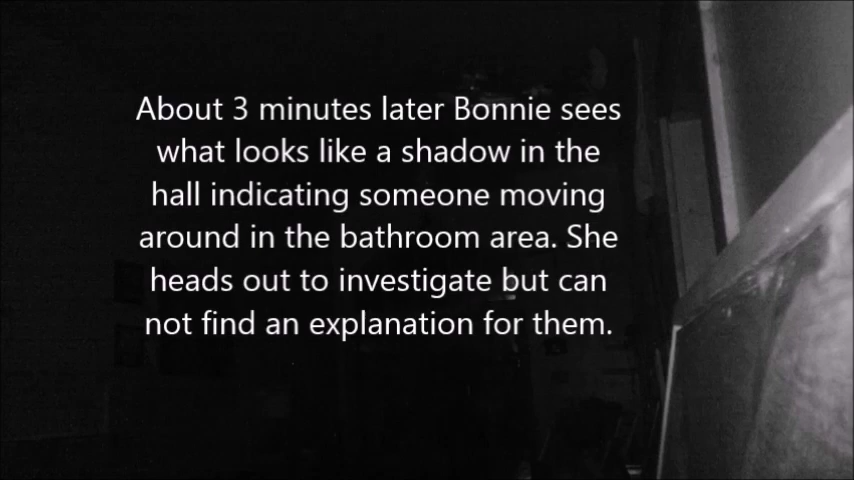 About 3 minutes later Bonnie sees
what looks like a shadow in the
hall indicating someone moving
around in the bathroom area. She
heads out to investigate but can
not find an explanation for them.